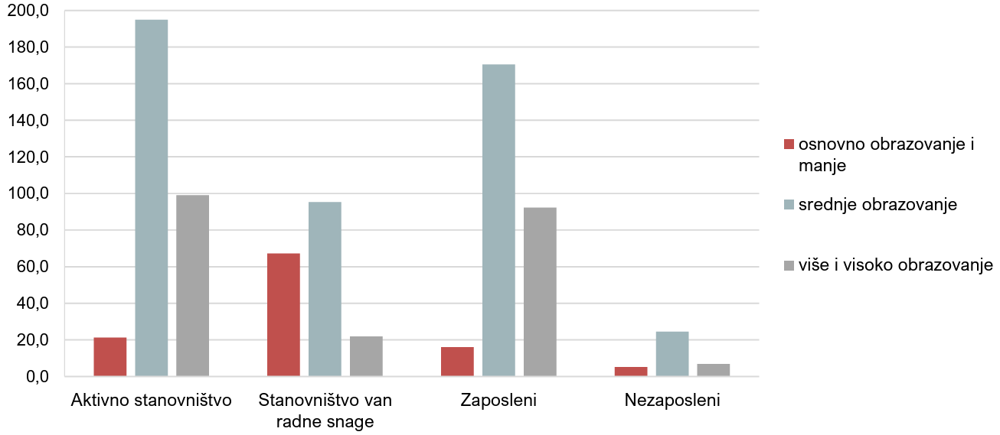 200,0
180,0
160,0
140,0
120,0
100,0
80,0
60,0
40,0
20,0
0,0
Aktivno stanovništvo
Stanovništvo van
radne snage
Zaposleni
Nezaposleni
osnovno obrazovanje i
manje
srednje obrazovanje
više i visoko obrazovanje